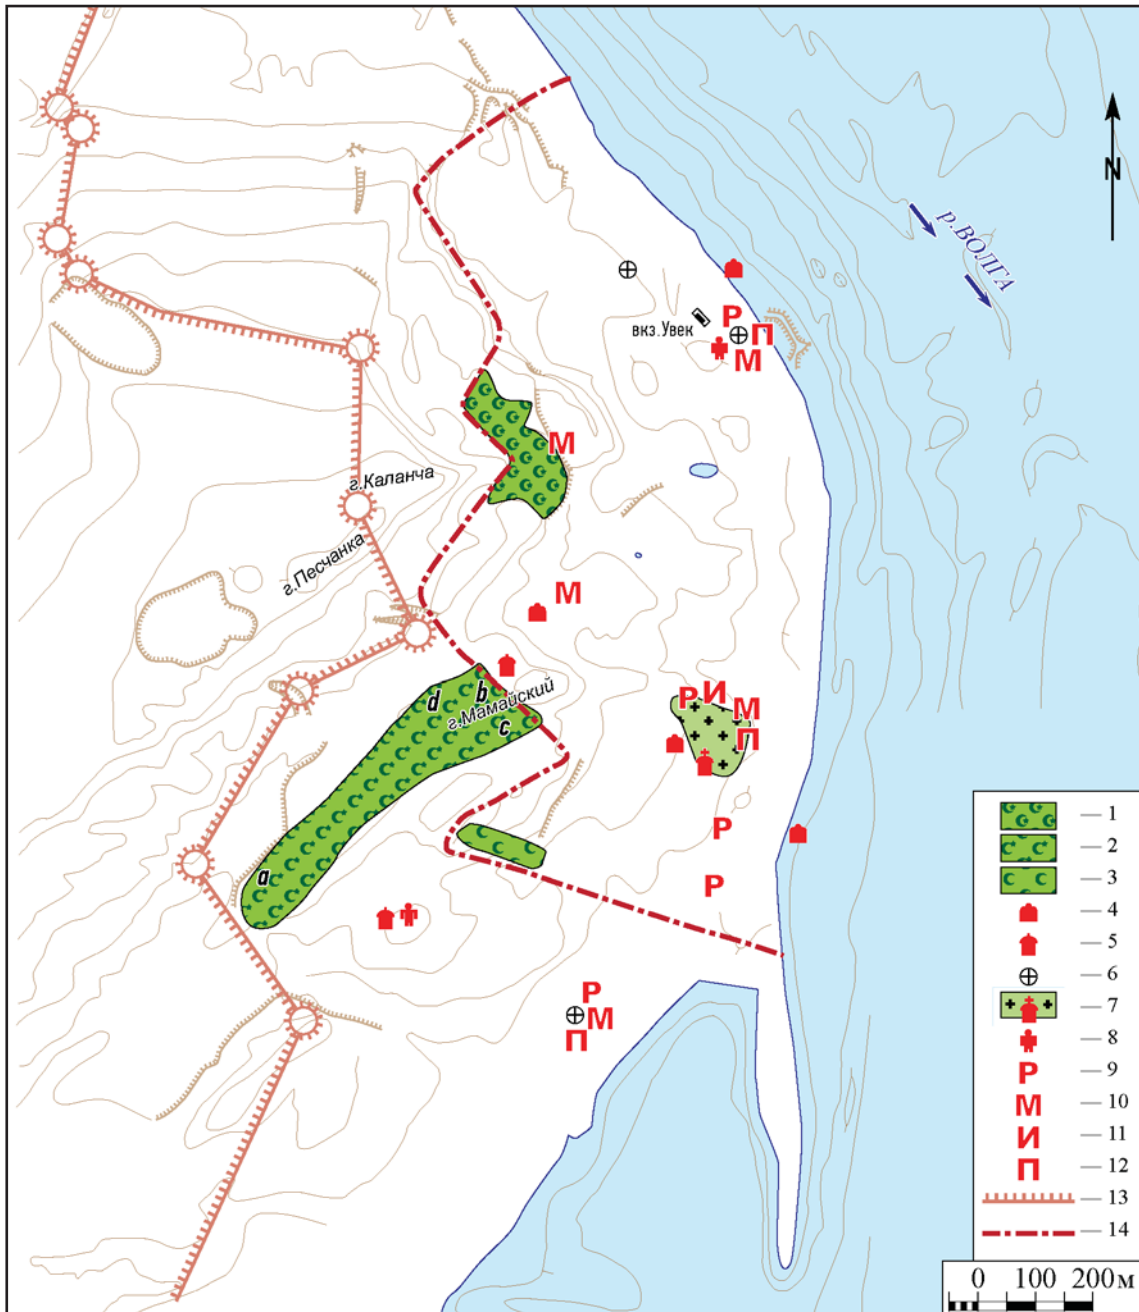 N
р.ВОЛГА
Р
вкз.Увек
П
М
М
г.Каланча
г.Песчанка
М
d
b
г.Мамайский
c
Р
И
М
П
Р
a
Р
Р
М
П
1
2
3
4
5
6
7
8
Р
9
М
10
И
11
П
12
13
14
0 100 200м